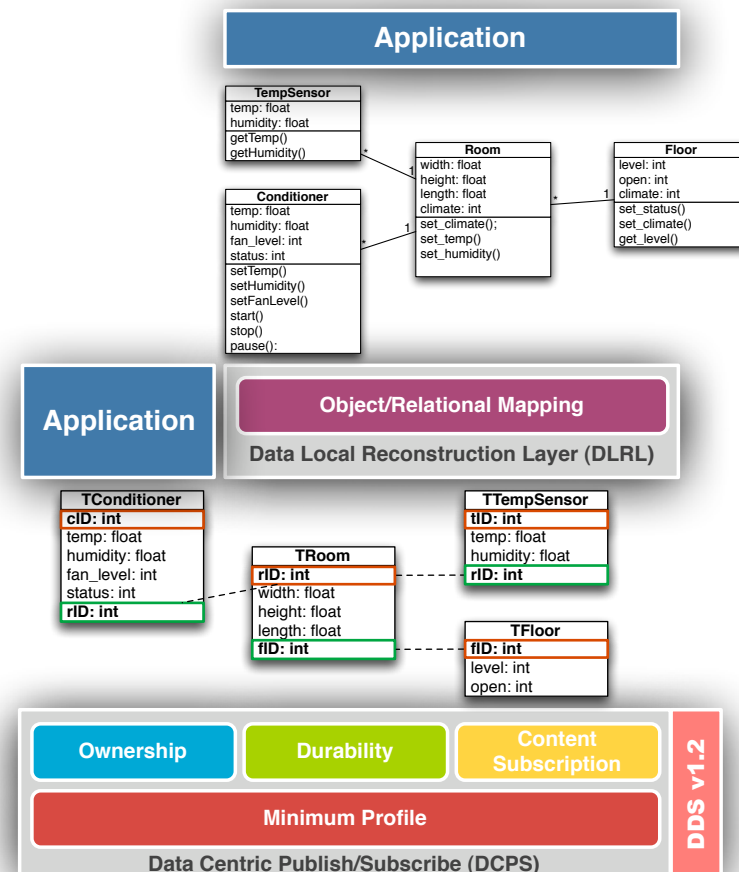 Application
TempSensor
temp: float
humidity: float
getTemp()
getHumidity()
*
1
Room
width: float
height: float
length: float
climate: int
set_climate();
set_temp()
set_humidity()
*
1
Floor
level: int
open: int
climate: int
set_status()
set_climate()
get_level()
Conditioner
temp: float
humidity: float
fan_level: int
status: int
setTemp()
setHumidity()
setFanLevel()
start()
stop()
pause():
*
1
Application
Object/Relational Mapping
Data Local Reconstruction Layer (DLRL)
TConditioner
cID: int
temp: float
humidity: float
fan_level: int
status: int
rID: int
TRoom
rID: int
width: float
height: float
length: float
fID: int
TTempSensor
tID: int
temp: float
humidity: float
rID: int
TFloor
fID: int
level: int
open: int
Ownership
Durability
Content
Subscription
Minimum Profile
Data Centric Publish/Subscribe (DCPS)
DDS v1.2